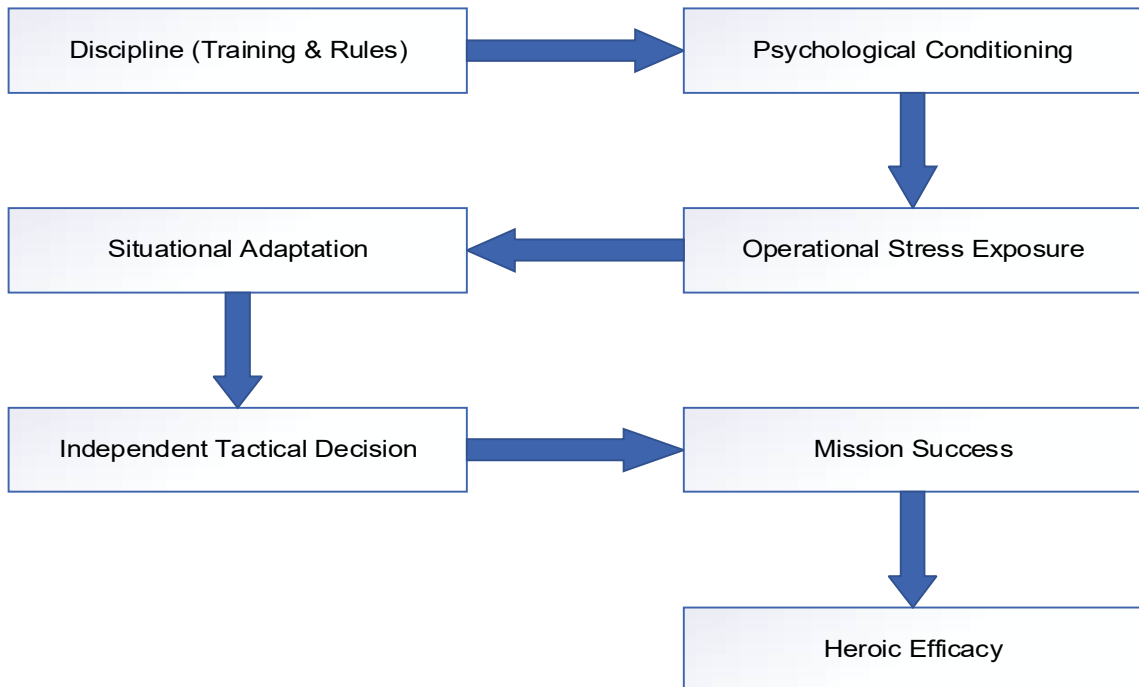 Discipline (Training & Rules)
Psychological Conditioning
Operational Stress Exposure
Situational Adaptation
Independent Tactical Decision
Mission Success
Heroic Efficacy